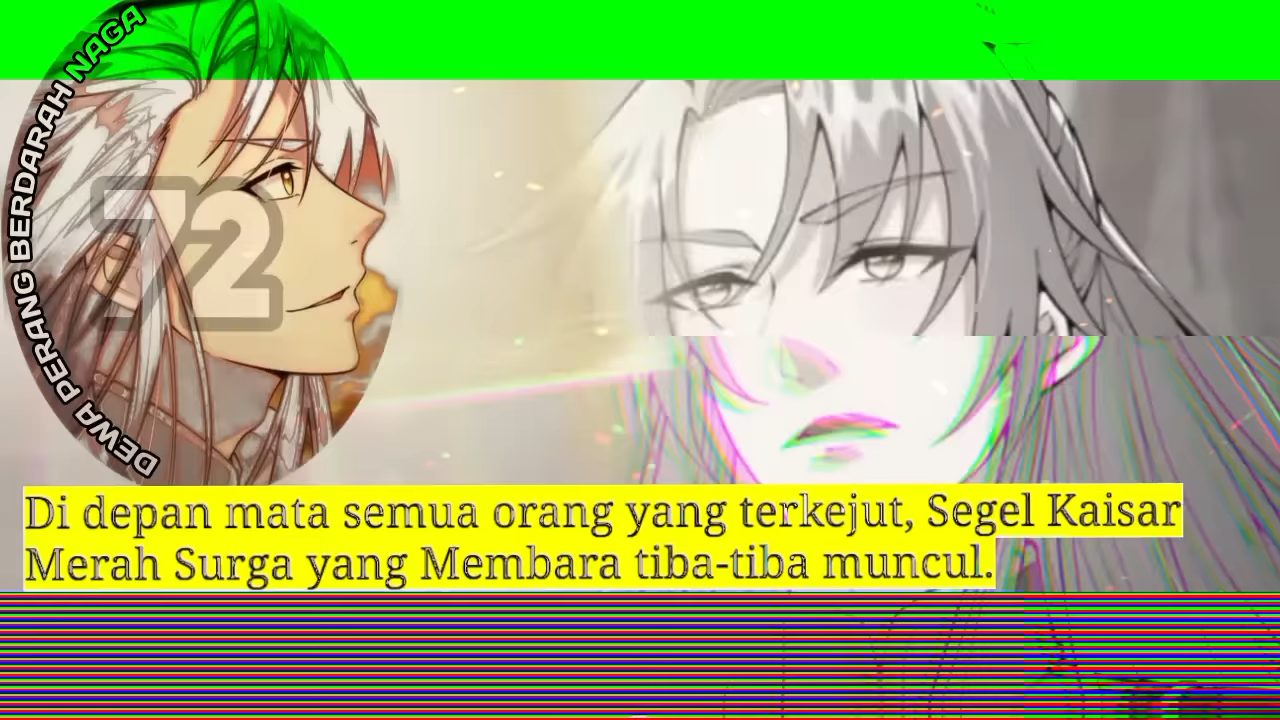 DEWA PERANG BERDARAH NAGA
72
Di depan mata semua orang yang terkejut, Segel Kaisar
Merah Surga yang Membara tiba-tiba muncul.